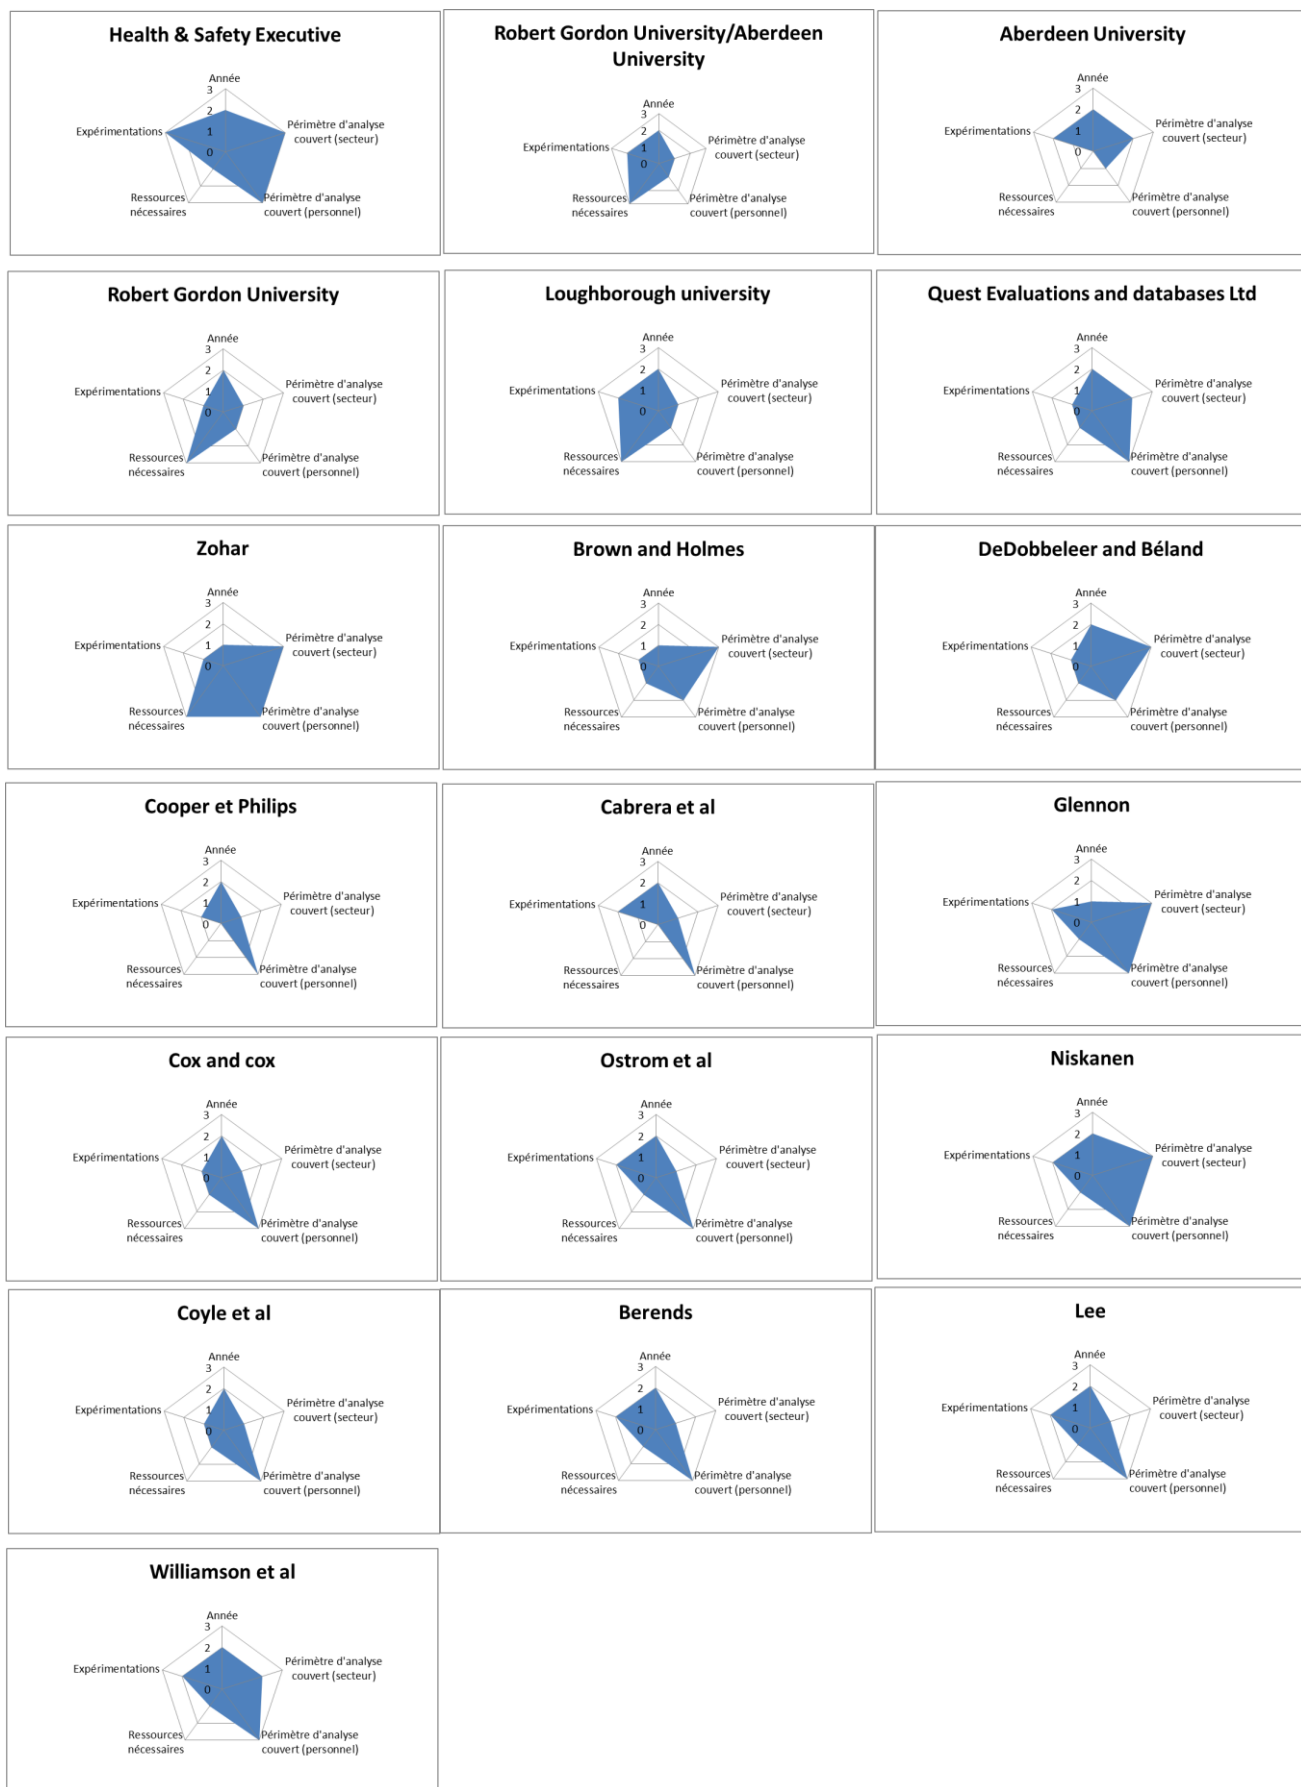 Health & Safety Executive
Année
3
2
1
0
Périmètre d'analyse
couvert (secteur)
Périmètre d'analyse
couvert (personnel)
Ressources
nécessaires
Expérimentations
Robert Gordon University/Aberdeen
University
Année
3
2
1
0
Périmètre d'analyse
couvert (secteur)
Périmètre d'analyse
couvert (personnel)
Ressources
nécessaires
Expérimentations
Aberdeen University
Année
3
2
1
0
Périmètre d'analyse
couvert (secteur)
Périmètre d'analyse
couvert (personnel)
Ressources
nécessaires
Expérimentations
Robert Gordon University
Année
3
2
1
0
Périmètre d'analyse
couvert (secteur)
Périmètre d'analyse
couvert (personnel)
Ressources
nécessaires
Expérimentations
Loughborough university
Année
3
2
1
0
Périmètre d'analyse
couvert (secteur)
Périmètre d'analyse
couvert (personnel)
Ressources
nécessaires
Expérimentations
Quest Evaluations and databases Ltd
Année
3
2
1
0
Périmètre d'analyse
couvert (secteur)
Périmètre d'analyse
couvert (personnel)
Ressources
nécessaires
Expérimentations
Zohar
Année
3
2
1
0
Périmètre d'analyse
couvert (secteur)
Périmètre d'analyse
couvert (personnel)
Ressources
nécessaires
Expérimentations
Brown and Holmes
Année
3
2
1
0
Périmètre d'analyse
couvert (secteur)
Périmètre d'analyse
couvert (personnel)
Ressources
nécessaires
Expérimentations
DeDobbeleer and Béland
Année
3
2
1
0
Périmètre d'analyse
couvert (secteur)
Périmètre d'analyse
couvert (personnel)
Ressources
nécessaires
Expérimentations
Cooper et Philips
Année
3
2
1
0
Périmètre d'analyse
couvert (secteur)
Périmètre d'analyse
couvert (personnel)
Ressources
nécessaires
Expérimentations
Cabrera et al
Année
3
2
1
0
Périmètre d'analyse
couvert (secteur)
Périmètre d'analyse
couvert (personnel)
Ressources
nécessaires
Expérimentations
Glennon
Année
3
2
1
0
Périmètre d'analyse
couvert (secteur)
Périmètre d'analyse
couvert (personnel)
Ressources
nécessaires
Expérimentations
Cox and cox
Année
3
2
1
0
Périmètre d'analyse
couvert (secteur)
Périmètre d'analyse
couvert (personnel)
Ressources
nécessaires
Expérimentations
Ostrom et al
Année
3
2
1
0
Périmètre d'analyse
couvert (secteur)
Périmètre d'analyse
couvert (personnel)
Ressources
nécessaires
Expérimentations
Niskanen
Année
3
2
1
0
Périmètre d'analyse
couvert (secteur)
Périmètre d'analyse
couvert (personnel)
Ressources
nécessaires
Expérimentations
Coyle et al
Année
3
2
1
0
Périmètre d'analyse
couvert (secteur)
Périmètre d'analyse
couvert (personnel)
Ressources
nécessaires
Expérimentations
Berends
Année
3
2
1
0
Périmètre d'analyse
couvert (secteur)
Périmètre d'analyse
couvert (personnel)
Ressources
nécessaires
Expérimentations
Lee
Année
3
2
1
0
Périmètre d'analyse
couvert (secteur)
Périmètre d'analyse
couvert (personnel)
Ressources
nécessaires
Expérimentations
Williamson et al
Année
3
2
1
0
Périmètre d'analyse
couvert (secteur)
Périmètre d'analyse
couvert (personnel)
Ressources
nécessaires
Expérimentations